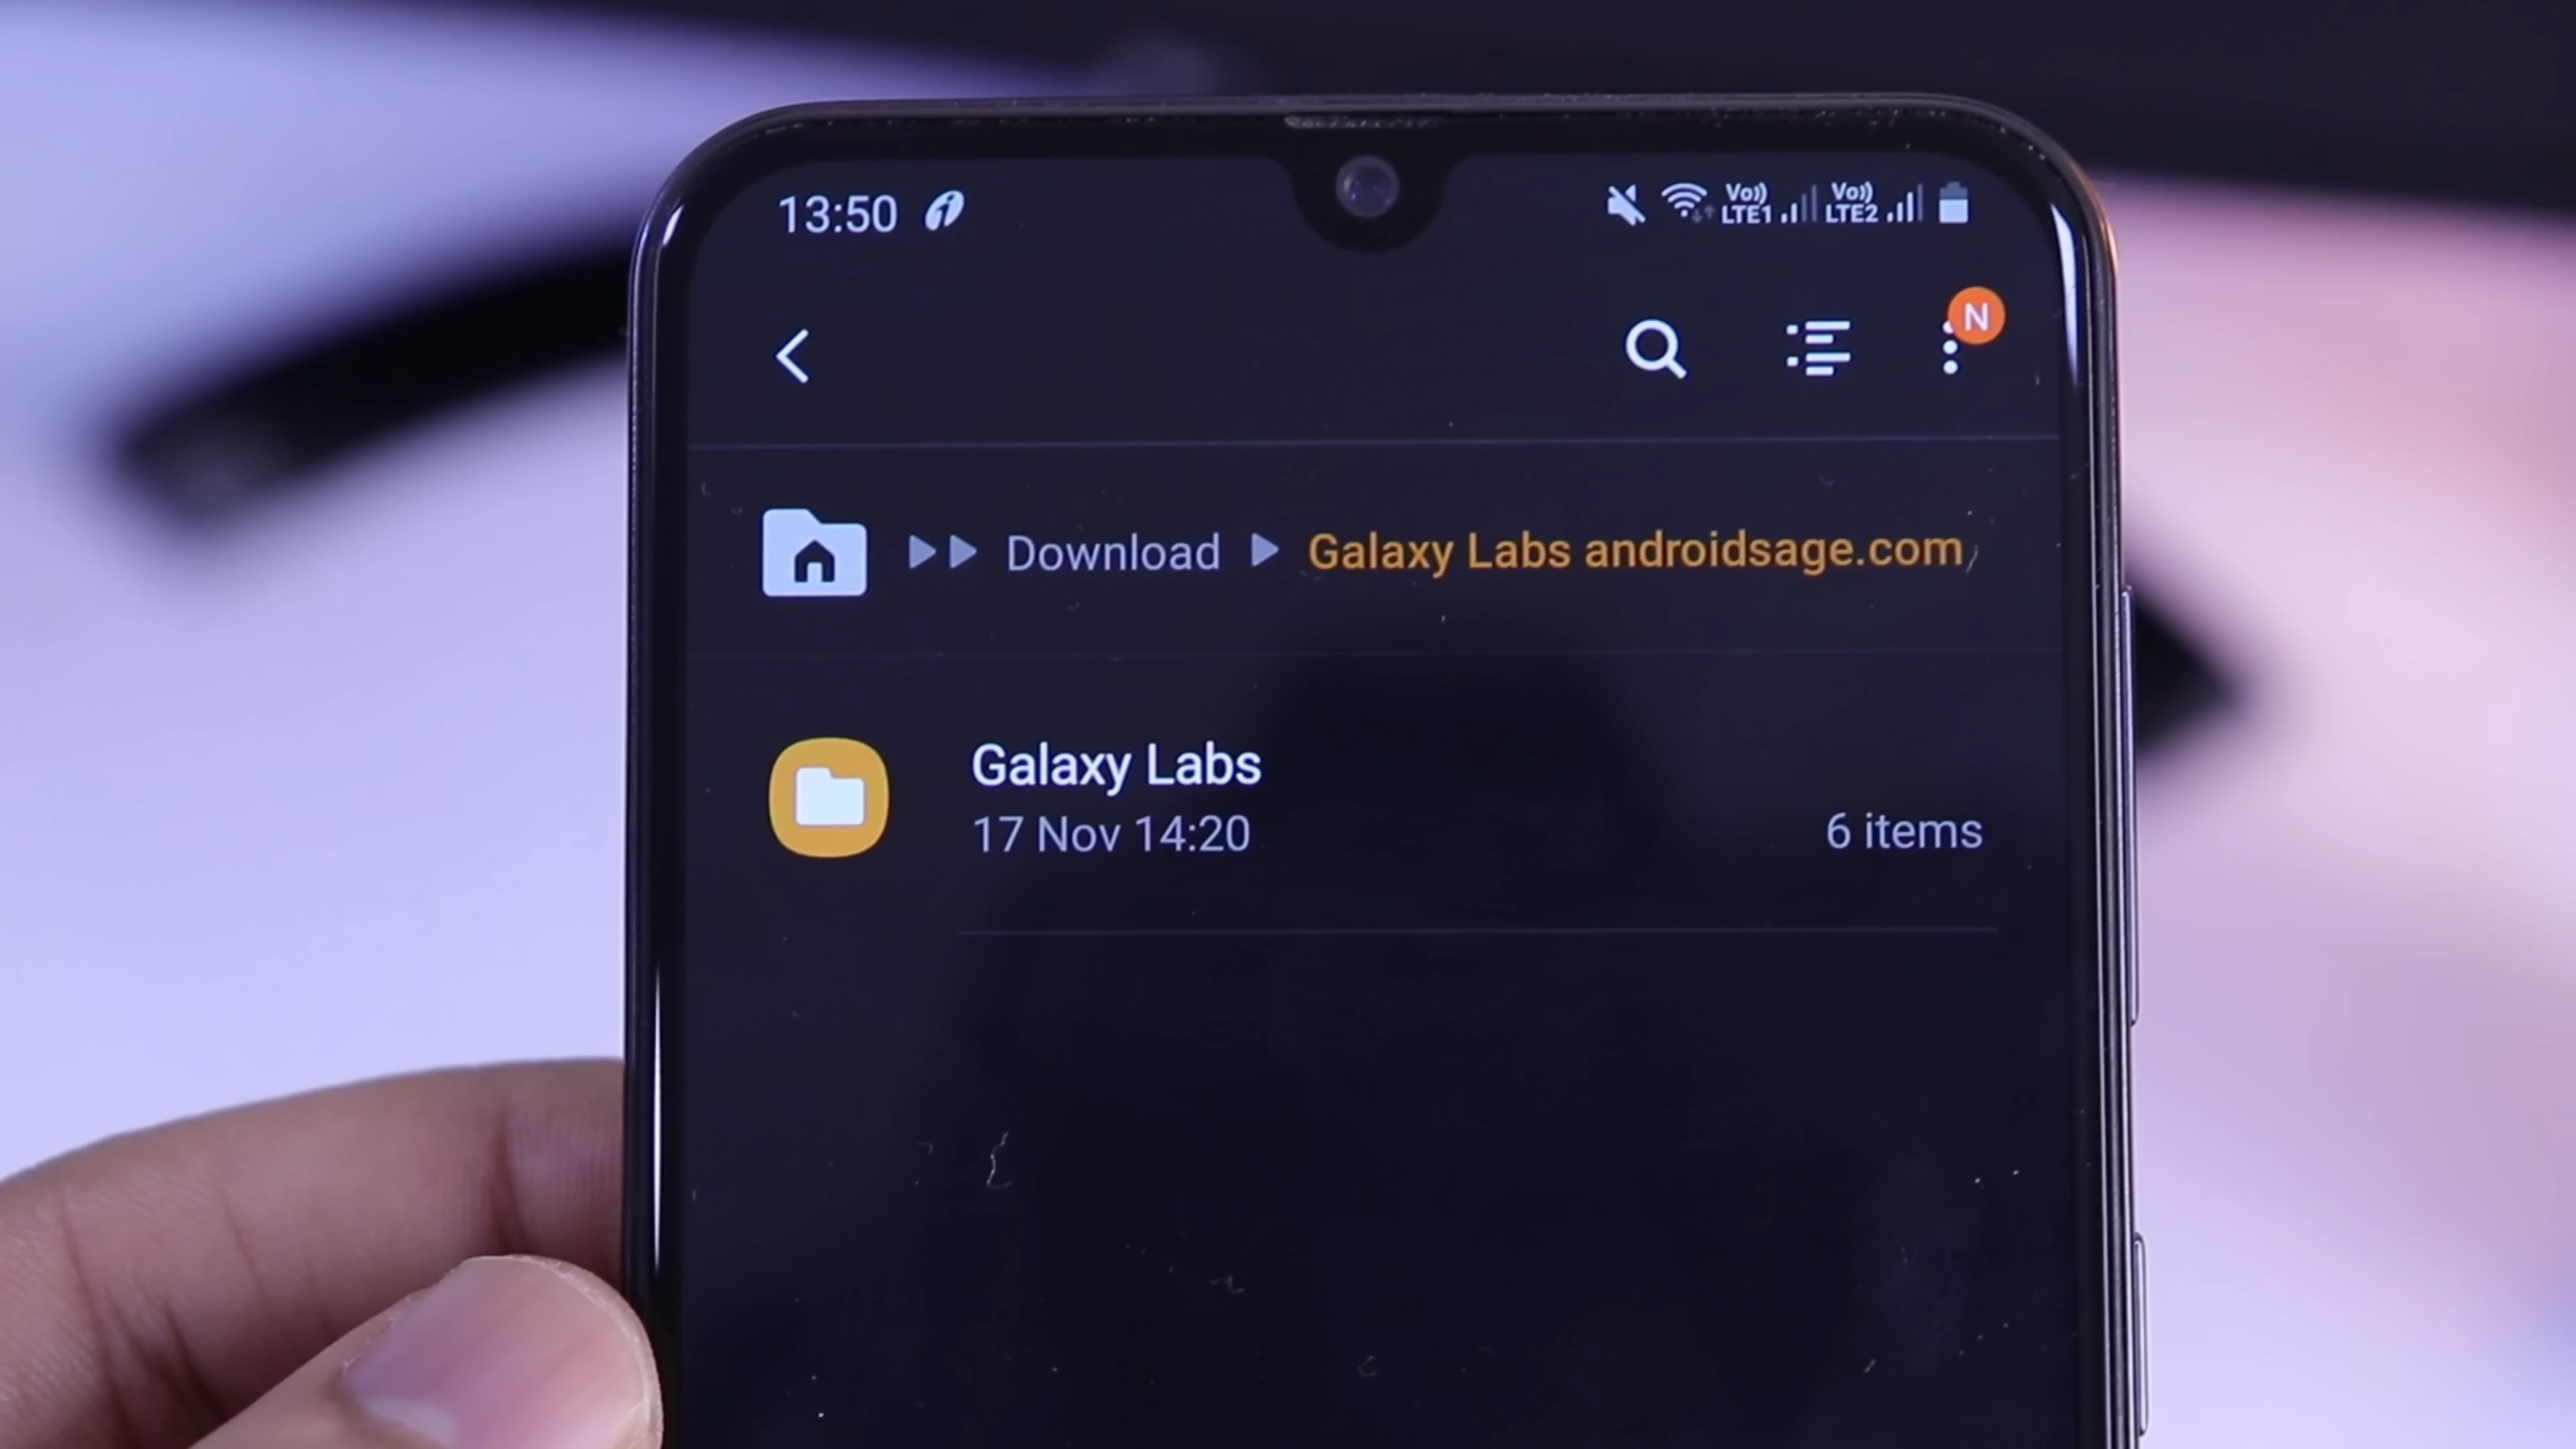 13:50
Vo)) LTE1 Vo)) LTE2
N
Download Galaxy Labs androidsage.com
Galaxy Labs
17 Nov 14:20
6 items